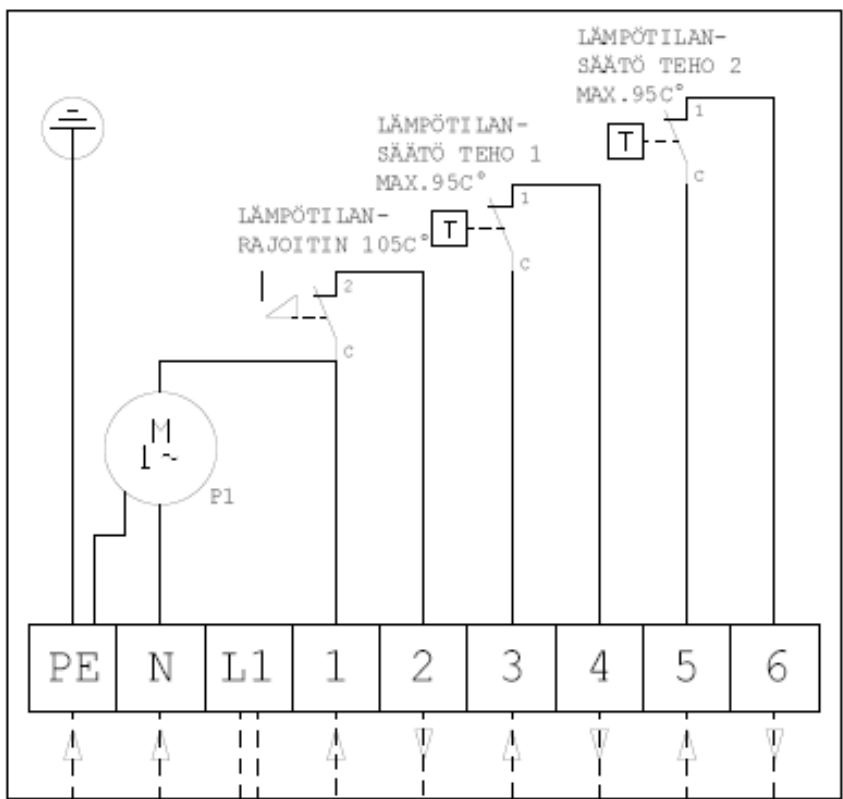 LÄMPÖTILAN-
SÄÄTÖ TEHO 2
MAX.95C°
1
T
C
LÄMPÖTILAN-
SÄÄTÖ TEHO 1
MAX.95C°
1
T
C
LÄMPÖTILAN-
RAJOITIN 105C°
2
C
M
1~
P1
PE N L1 1 2 3 4 5 6